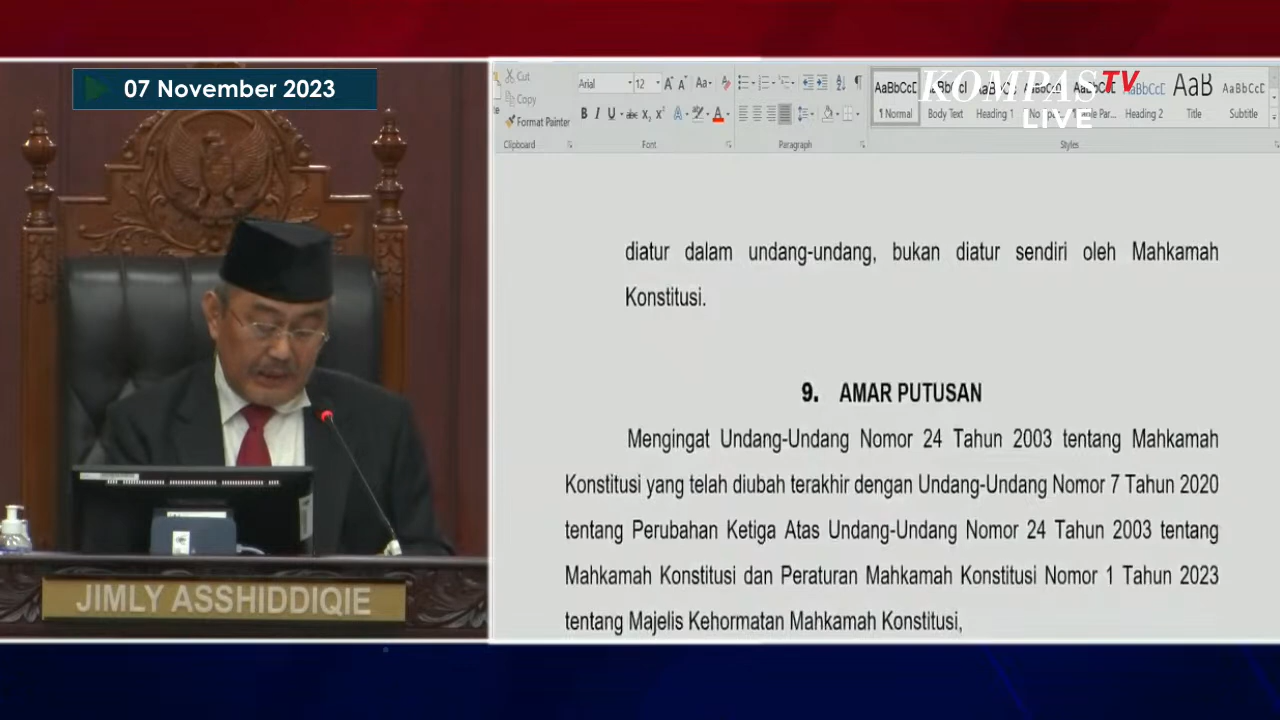 07 November 2023
KOMPASTV
LIVE
Cut
Copy
Format Painter
Clipboard
Arial
12
Font
Paragraph
AaBbCcD
1 Normal
Body Text
Heading 1
Heading 2
AaB
Title
AaBbCcD
Subtitle
Styles
diatur dalam undang-undang, bukan diatur sendiri oleh Mahkamah
Konstitusi.
9. AMAR PUTUSAN
Mengingat Undang-Undang Nomor 24 Tahun 2003 tentang Mahkamah
Konstitusi yang telah diubah terakhir dengan Undang-Undang Nomor 7 Tahun 2020
tentang Perubahan Ketiga Atas Undang-Undang Nomor 24 Tahun 2003 tentang
Mahkamah Konstitusi dan Peraturan Mahkamah Konstitusi Nomor 1 Tahun 2023
tentang Majelis Kehormatan Mahkamah Konstitusi,
JIMLY ASSHIDDIQIE